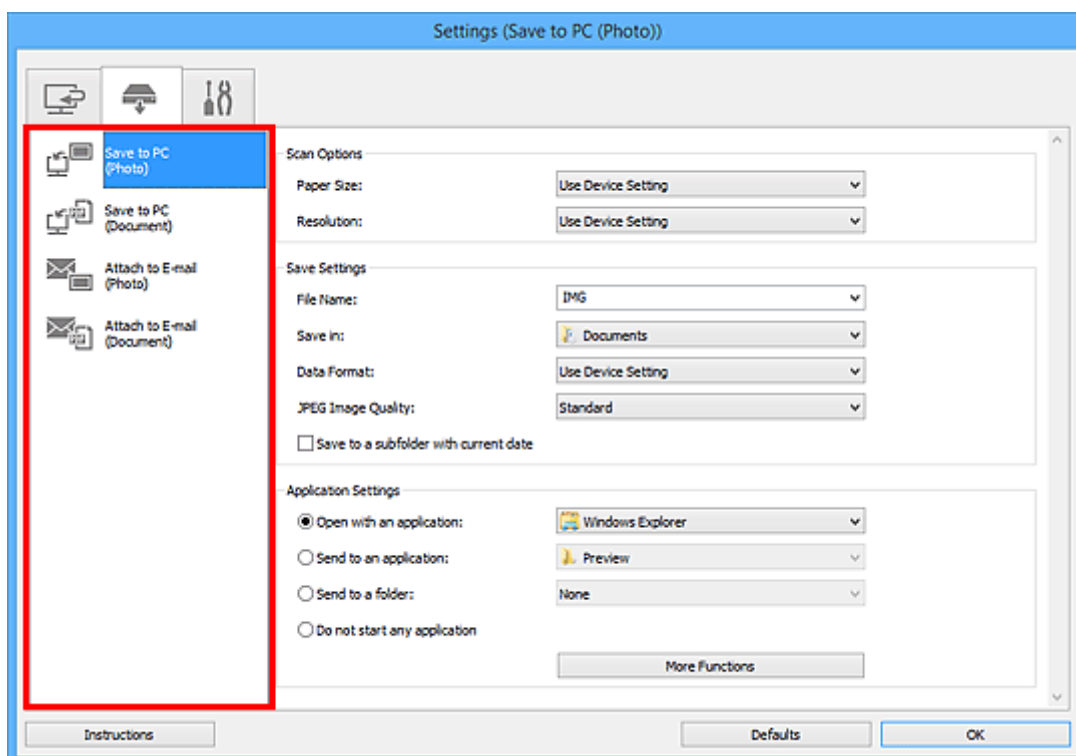 Settings (Save to PC (Photo))
Save to PC
(Photo)
Save to PC
(Document)
Attach to E-mail
(Photo)
Attach to E-mail
(Document)
Scan Options
Paper Size: Use Device Setting
Resolution: Use Device Setting
Save Settings
File Name: IMG
Save in: Documents
Data Format: Use Device Setting
JPEG Image Quality: Standard
Save to a subfolder with current date
Application Settings
Open with an application: Windows Explorer
Send to an application: Preview
Send to a folder: None
Do not start any application
More Functions
Instructions Defaults OK